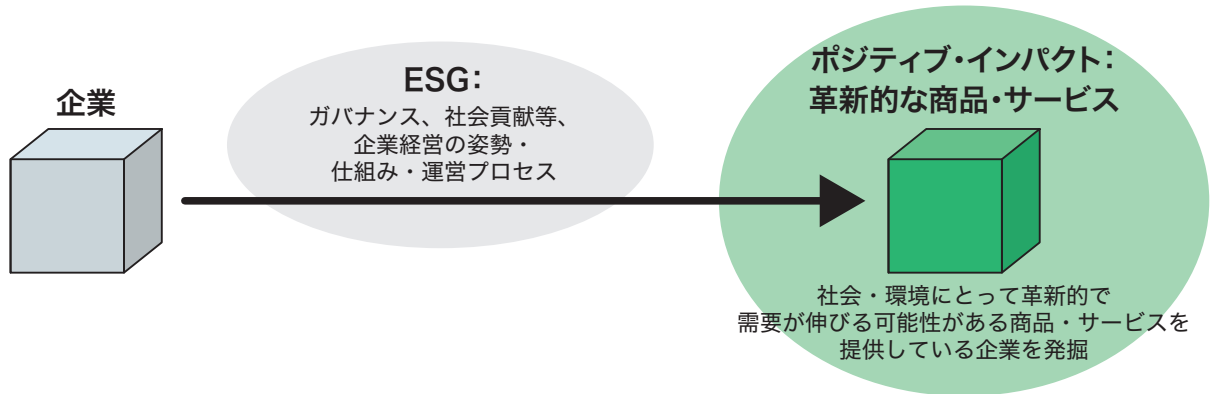 企業
ESG：
ガバナンス、社会貢献等、
企業経営の姿勢・
仕組み・運営プロセス
ポジティブ・インパクト：
革新的な商品・サービス
社会・環境にとって革新的で
需要が伸びる可能性がある商品・サービスを
提供している企業を発掘